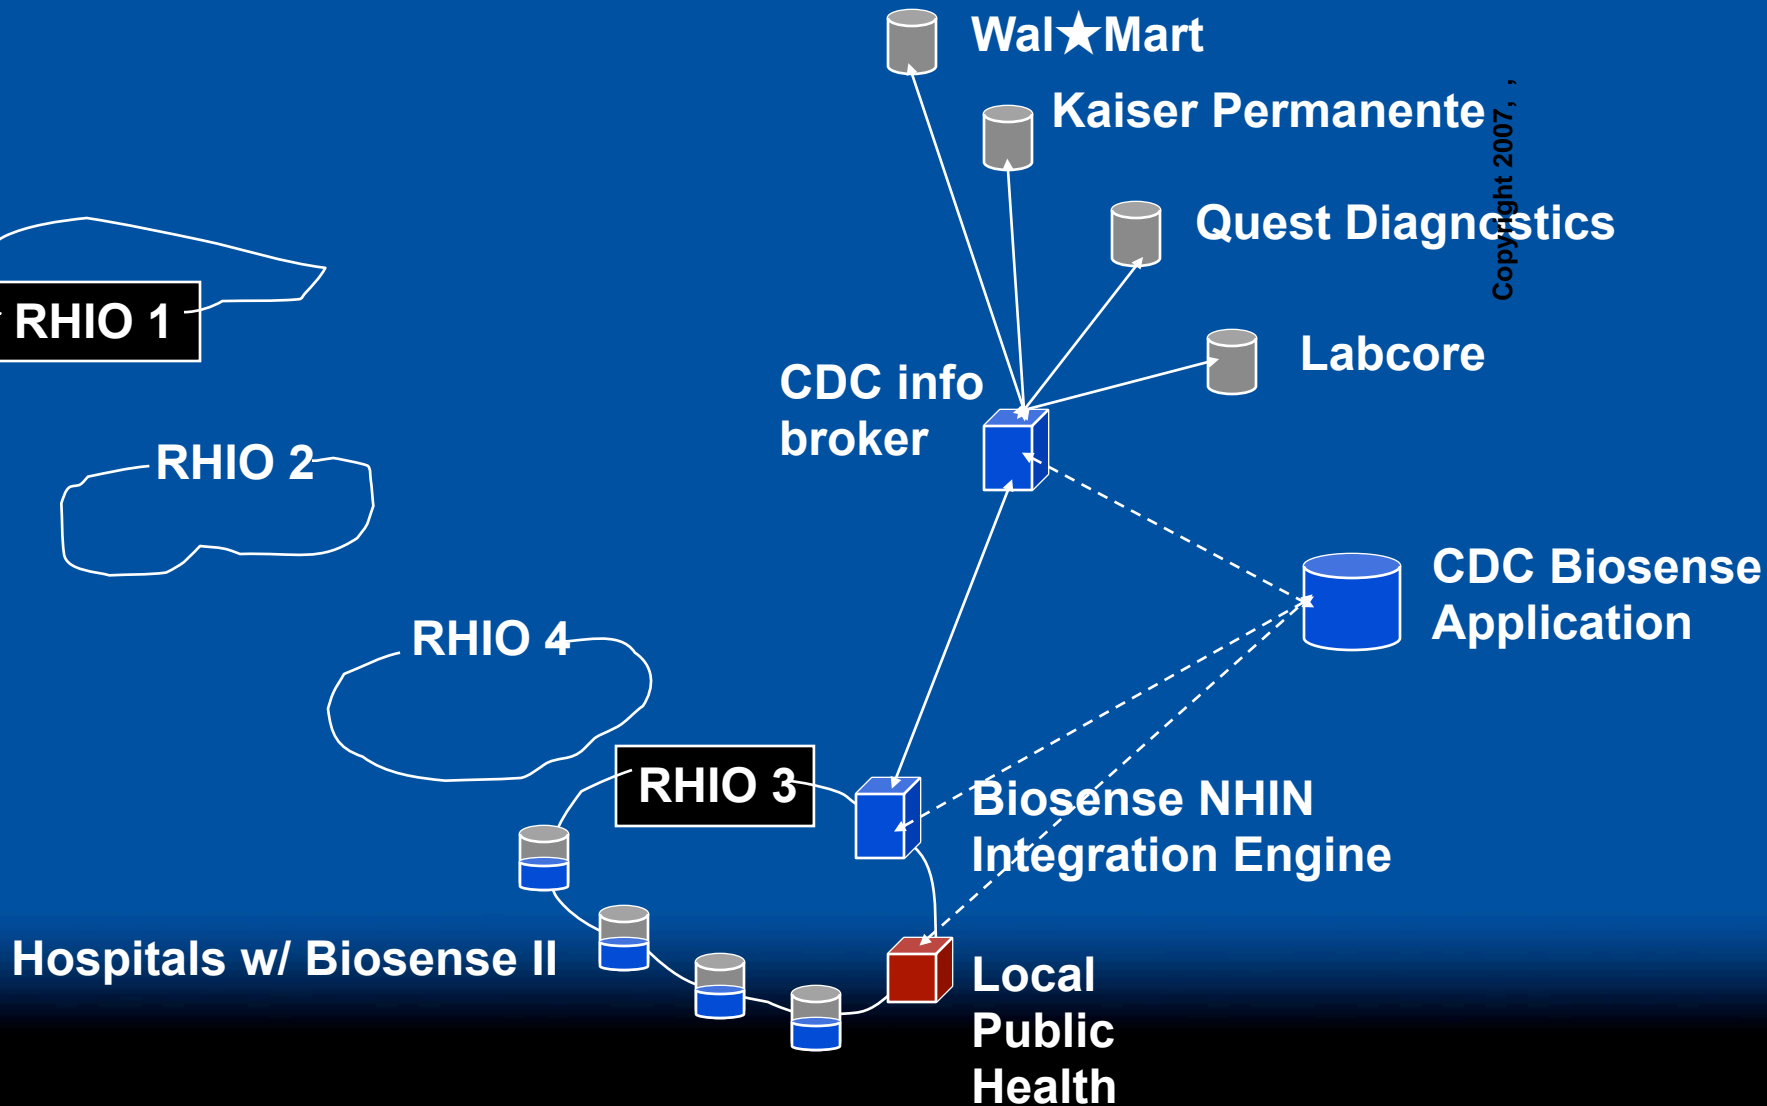 Wal★Mart
Kaiser Permanente
Copyright 2007, ,
Quest Diagnostics
RHIO 1
Labcore
CDC info
broker
RHIO 2
CDC Biosense
Application
RHIO 4
RHIO 3
Biosense NHIN
Integration Engine
Hospitals w/ Biosense II
Local
Public
Health